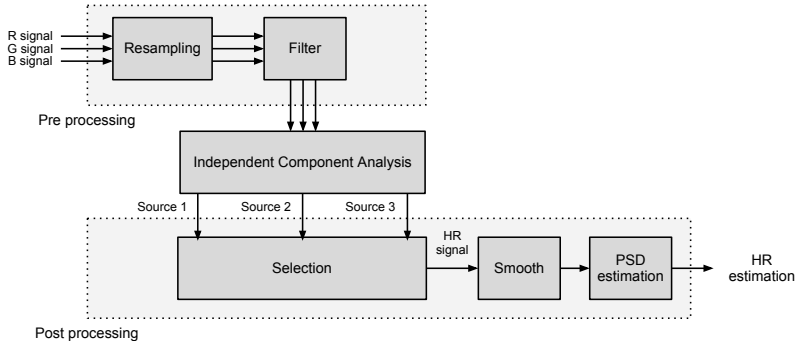 R signal
G signal
B signal
Resampling
Filter
Pre processing
Independent Component Analysis
Source 1
Source 2
Source 3
Selection
HR
signal
Smooth
PSD
estimation
HR
estimation
Post processing